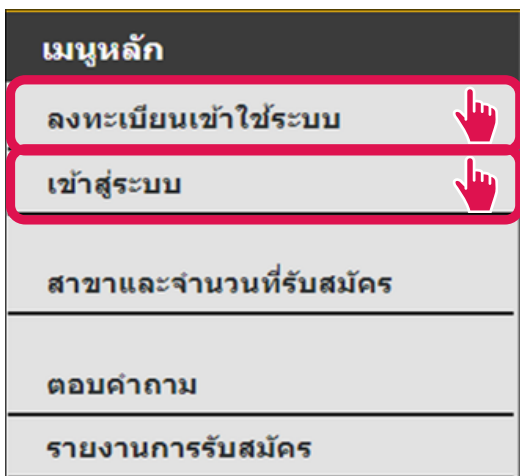 เมนูหลัก
ลงทะเบียนเข้าใช้ระบบ
เข้าสู่ระบบ
สาขาและจำนวนที่รับสมัคร
ตอบคำถาม
รายงานการรับสมัคร